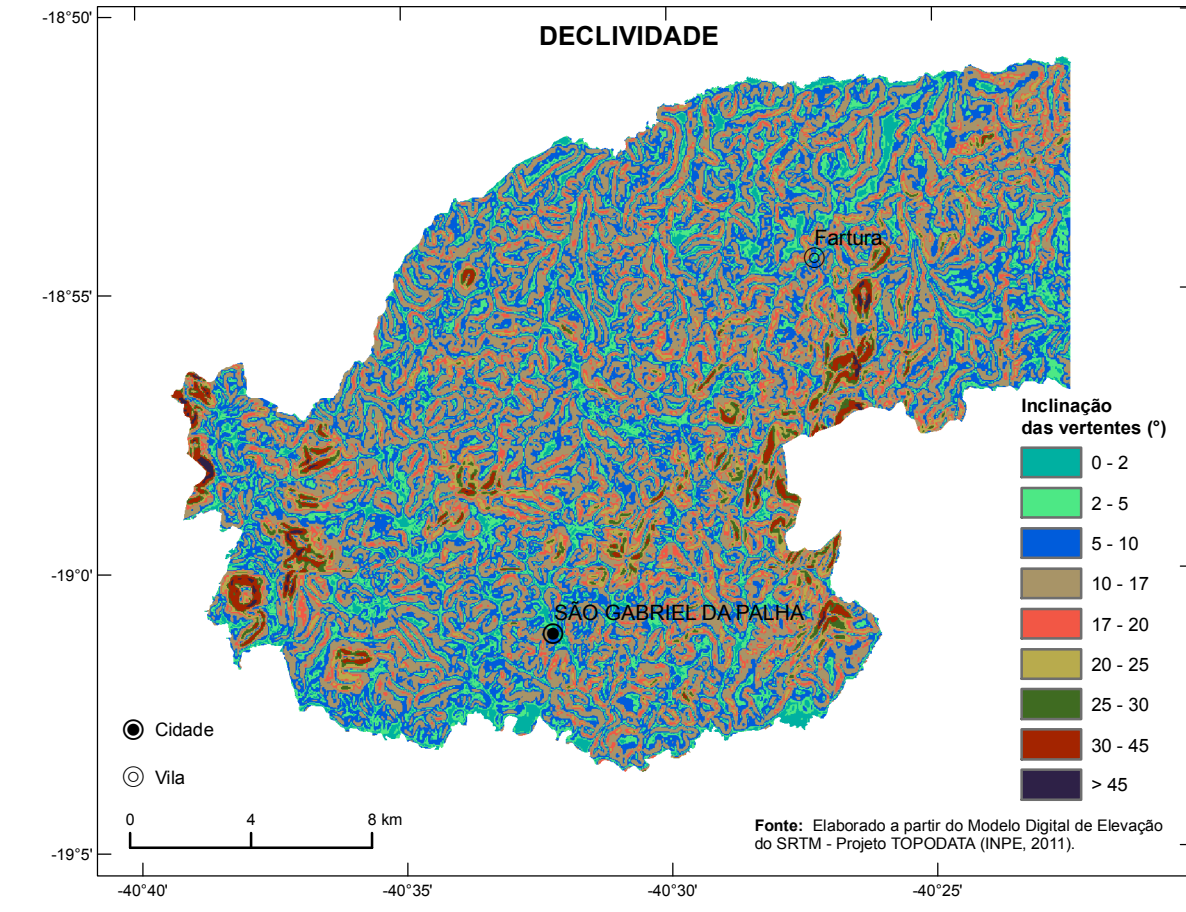 DECLIVIDADE
-18°50'
-18°55'
-19°0'
-19°5'
Fartura
SÃO GABRIEL DA PALHA
Inclinação
das vertentes (°)
0 - 2
2 - 5
5 - 10
10 - 17
17 - 20
20 - 25
25 - 30
30 - 45
> 45
Cidade
Vila
0 4 8 km
Fonte: Elaborado a partir do Modelo Digital de Elevação
do SRTM - Projeto TOPODATA (INPE, 2011).
-40°40' -40°35' -40°30' -40°25'